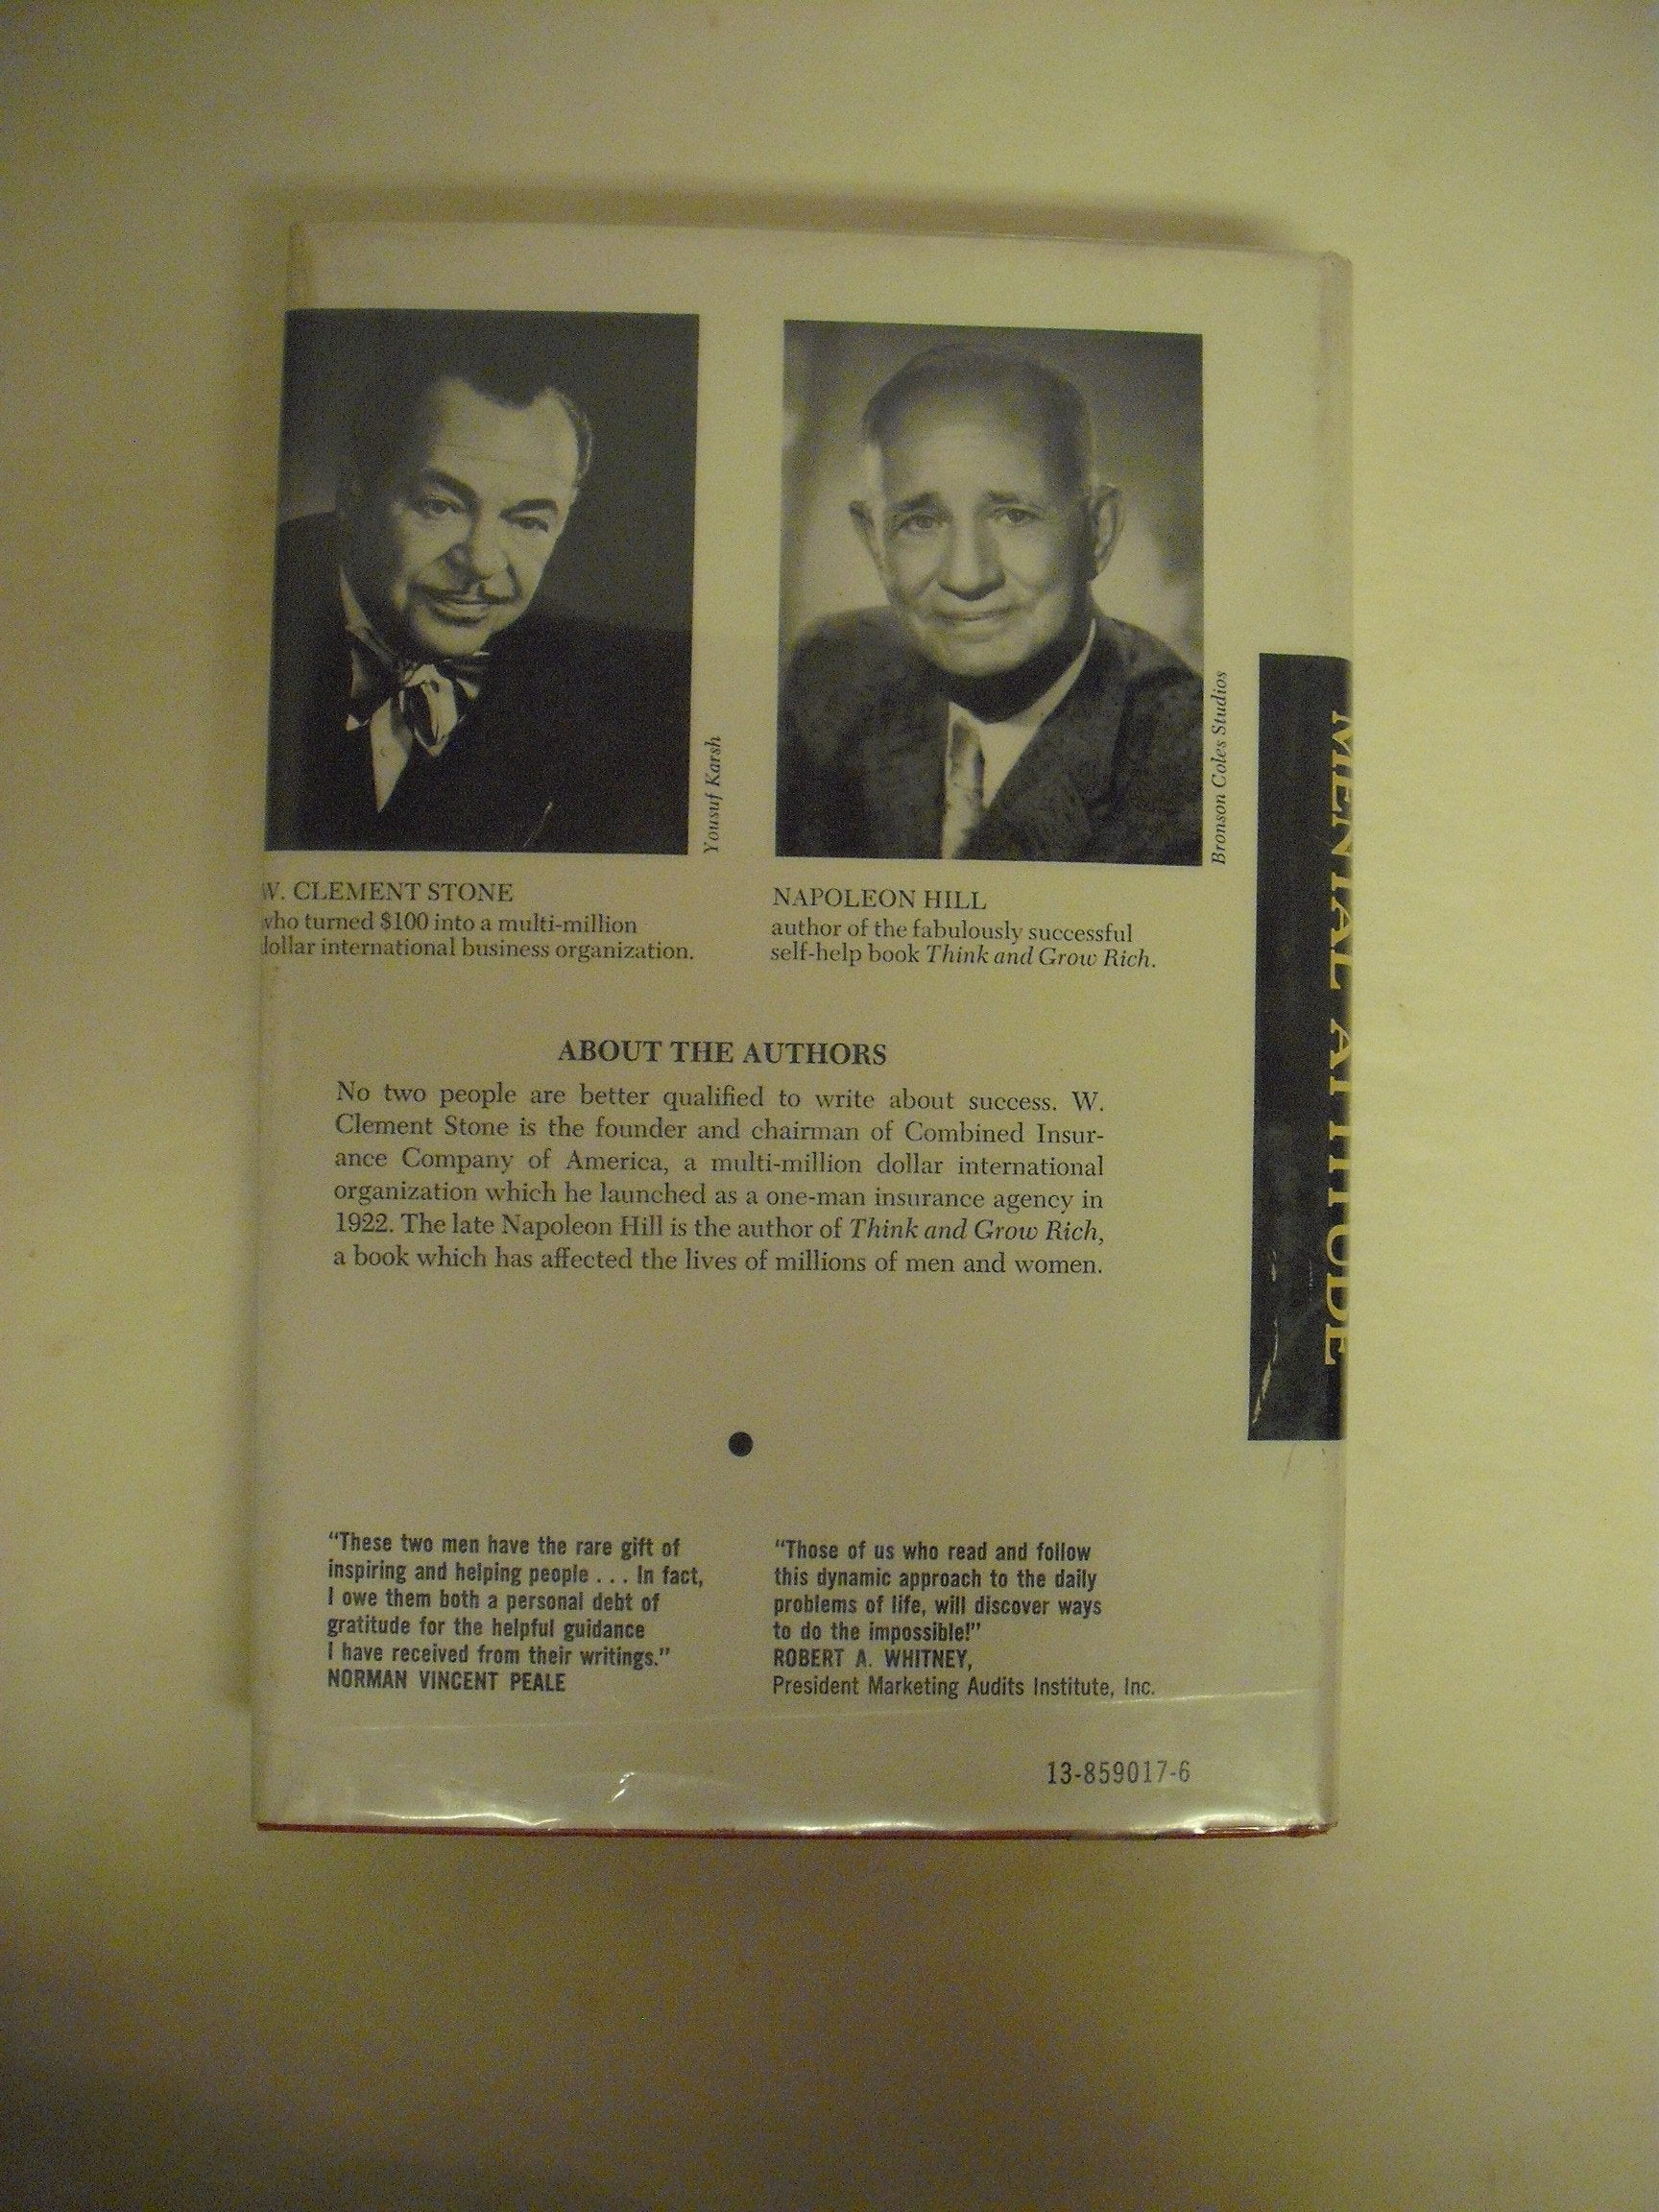 Yousuf Karsh
Bronson Coles Studios
W. CLEMENT STONE
who turned $100 into a multi-million
dollar international business organization.
NAPOLEON HILL
author of the fabulously successful
self-help book Think and Grow Rich.
MENTAL ATTITUDE
ABOUT THE AUTHORS
No two people are better qualified to write about success. W.
Clement Stone is the founder and chairman of Combined Insur-
ance Company of America, a multi-million dollar international
organization which he launched as a one-man insurance agency in
1922. The late Napoleon Hill is the author of Think and Grow Rich,
a book which has affected the lives of millions of men and women.
"These two men have the rare gift of
inspiring and helping people . . . In fact,
I owe them both a personal debt of
gratitude for the helpful guidance
I have received from their writings."
NORMAN VINCENT PEALE
"Those of us who read and follow
this dynamic approach to the daily
problems of life, will discover ways
to do the impossible!"
ROBERT A. WHITNEY,
President Marketing Audits Institute, Inc.
13-859017-6